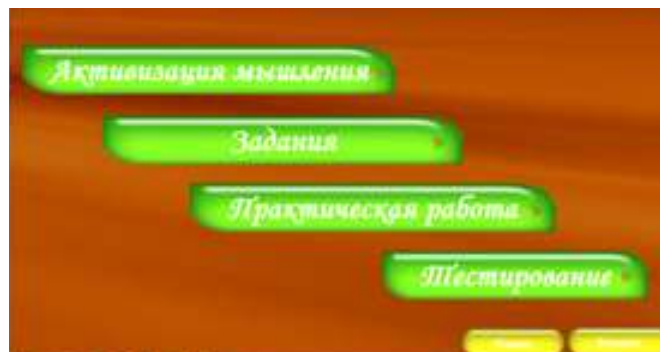 Активизация мышления
Задания
Практическая работа
Тестирование